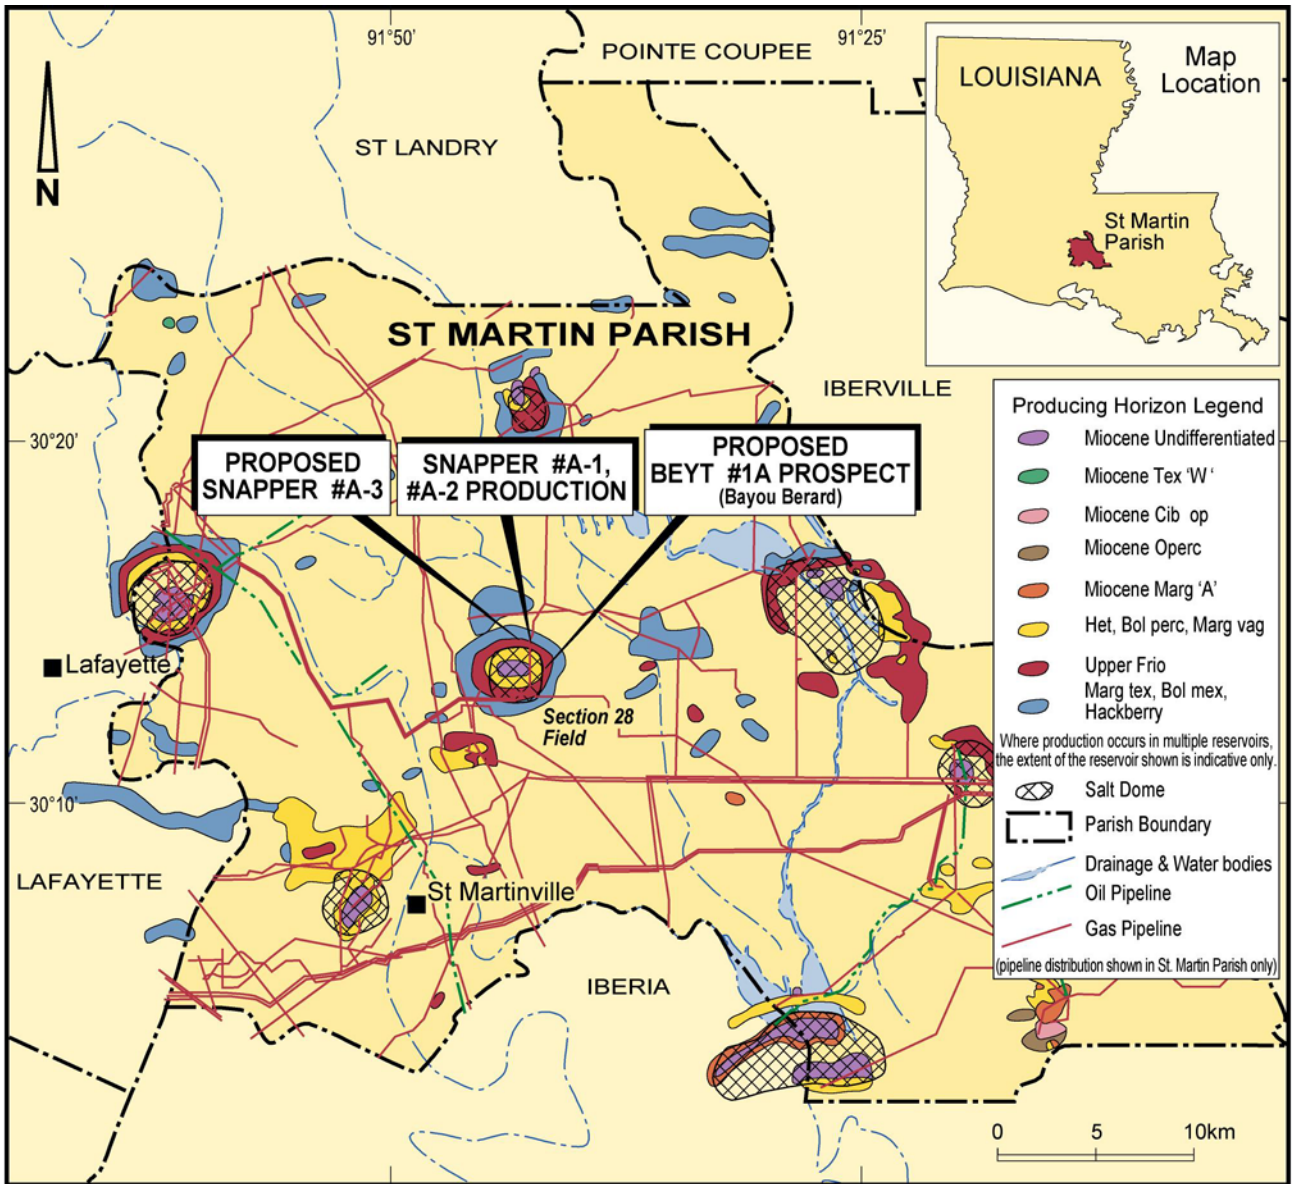 91°50'
91°25'
POINTE COUPEE
ST LANDRY
N
LOUISIANA
Map
Location
St Martin
Parish
ST MARTIN PARISH
IBERVILLE
30°20'
PROPOSED
SNAPPER #A-3
SNAPPER #A-1,
#A-2 PRODUCTION
PROPOSED
BEYT #1A PROSPECT
(Bayou Berard)
Lafayette
Section 28
Field
30°10'
LAFAYETTE
St Martinville
IBERIA
Producing Horizon Legend
Miocene Undifferentiated
Miocene Tex 'W '
Miocene Cib op
Miocene Operc
Miocene Marg 'A'
Het, Bol perc, Marg vag
Upper Frio
Marg tex, Bol mex,
Hackberry
Where production occurs in multiple reservoirs,
the extent of the reservoir shown is indicative only.
Salt Dome
Parish Boundary
Drainage & Water bodies
Oil Pipeline
Gas Pipeline
(pipeline distribution shown in St. Martin Parish only)
0 5 10km